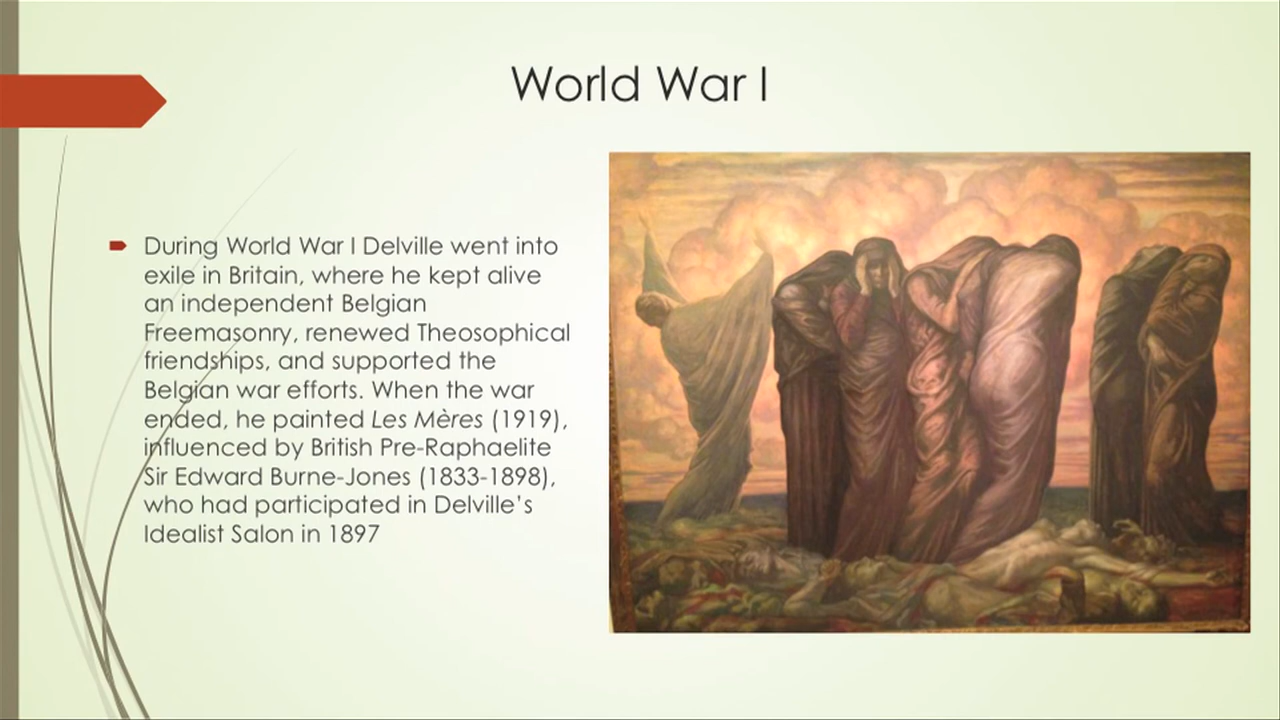 World War I
During World War I Delville went into
exile in Britain, where he kept alive
an independent Belgian
Freemasonry, renewed Theosophical
friendships, and supported the
Belgian war efforts. When the war
ended, he painted Les Mères (1919),
influenced by British Pre-Raphaelite
Sir Edward Burne-Jones (1833-1898),
who had participated in Delville’s
Idealist Salon in 1897